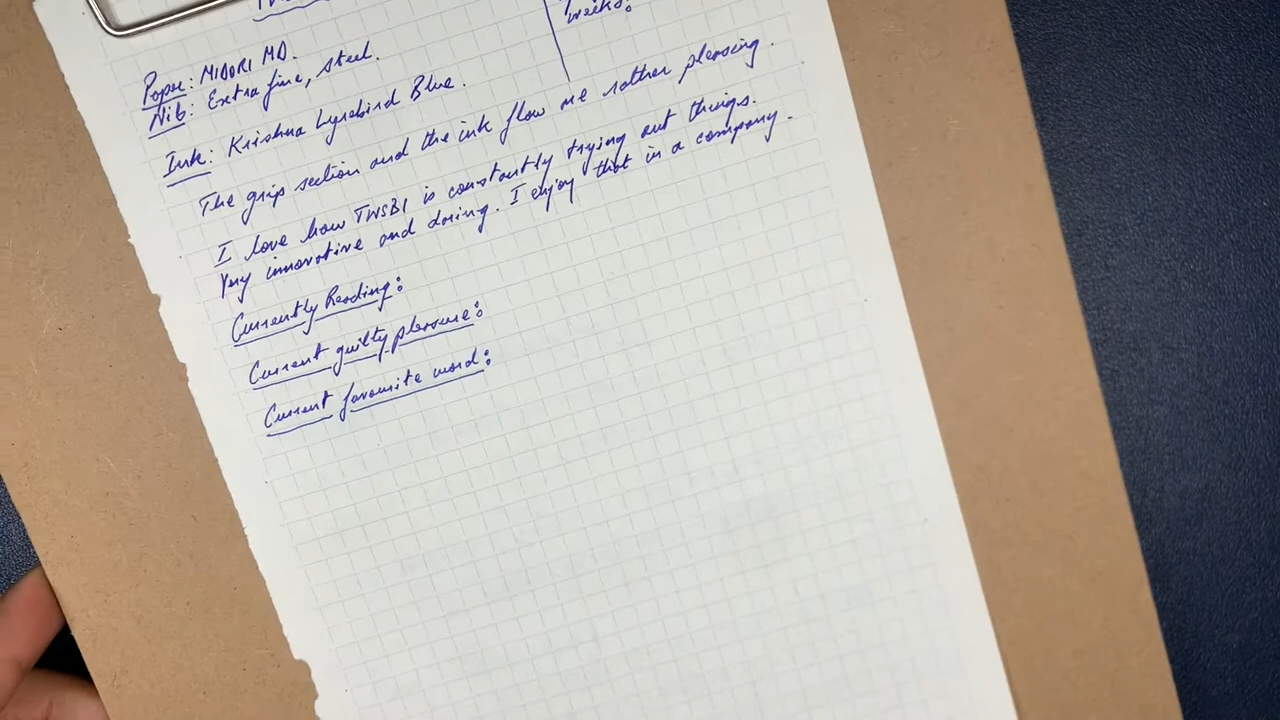 weeks:
Paper: MIDORI MD.
Nib: Extra fine, steel.
Ink: Krishna Lyrebird Blue.
The grip section and the ink flow are rather pleasing.
I love how TWSBI is constantly trying out things.
Very innovative and daring. I enjoy that in a company.
Currently Reading:
Current guilty pleasure:
Current favourite word: